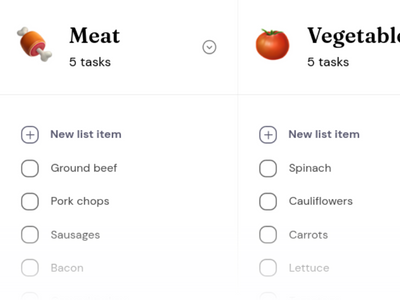 Meat
5 tasks
New list item
Ground beef
Pork chops
Sausages
Bacon
Vegetabl
5 tasks
New list item
Spinach
Cauliflowers
Carrots
Lettuce